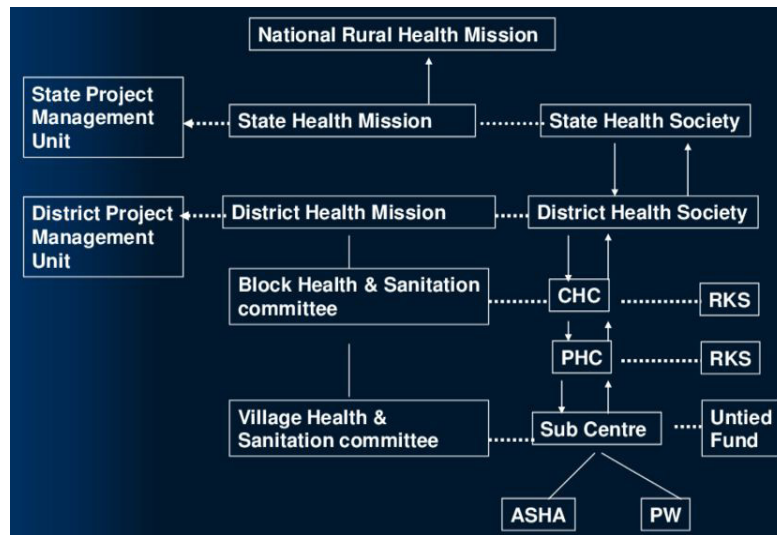 National Rural Health Mission
State Project
Management
Unit
State Health Mission
State Health Society
District Project
Management
Unit
District Health Mission
District Health Society
Block Health & Sanitation
committee
CHC
RKS
PHC
RKS
Village Health &
Sanitation committee
Sub Centre
Untied
Fund
ASHA
PW